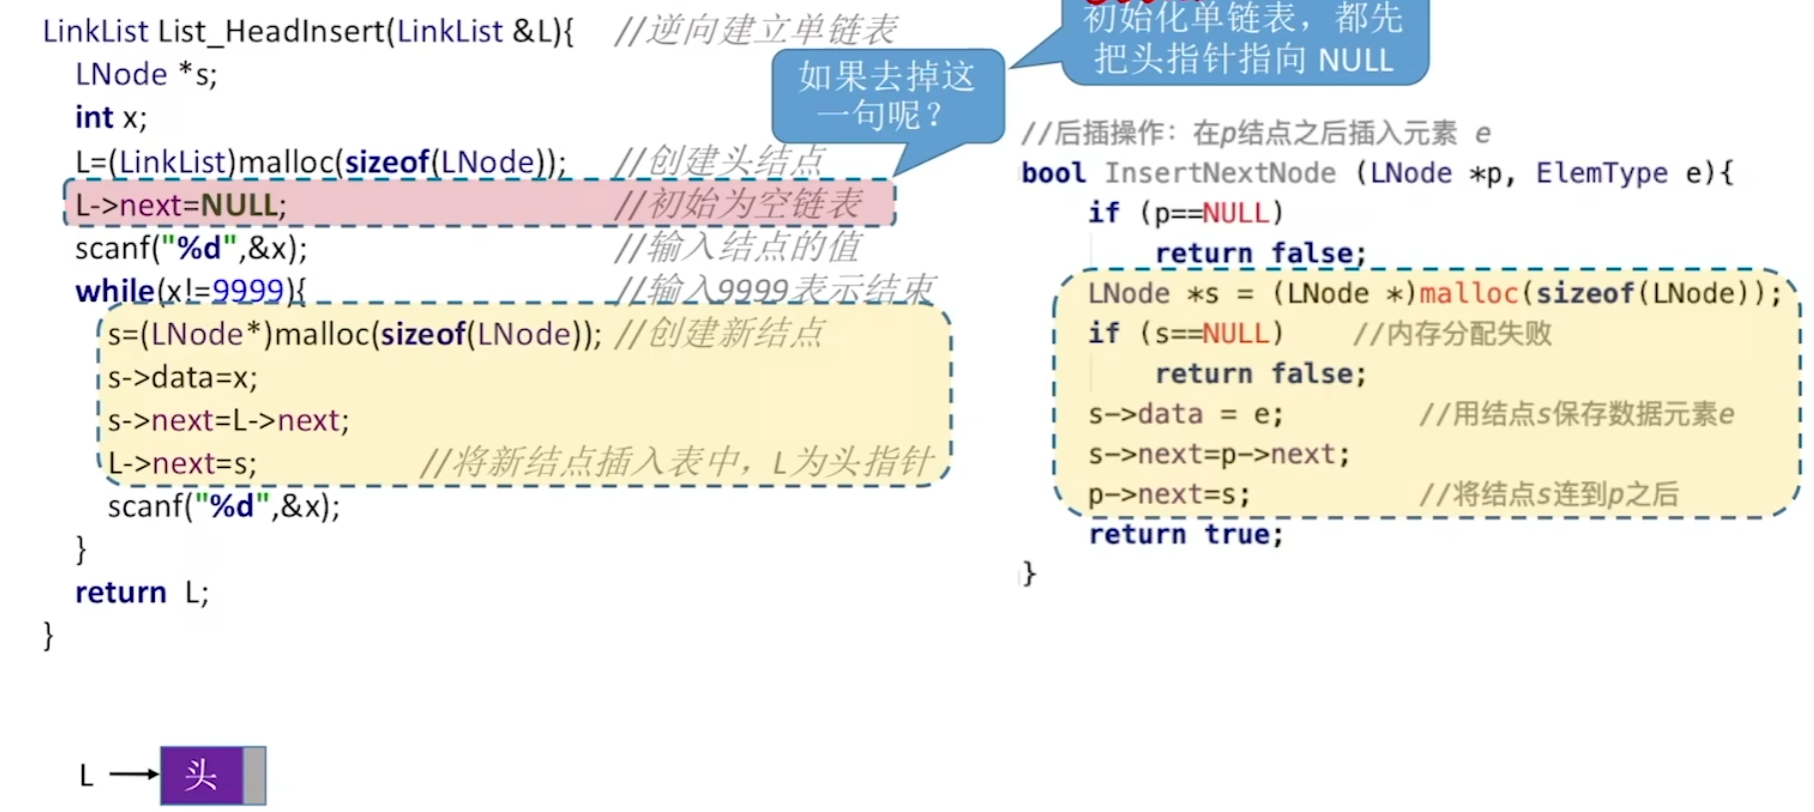 LinkList List_HeadInsert(LinkList &L){ //逆向建立单链表
LNode *s;
int x;
L=(LinkList)malloc(sizeof(LNode)); //创建头结点
L->next=NULL; //初始为空链表
scanf("%d",&x); //输入结点的值
while(x!=9999){ //输入9999表示结束
s=(LNode*)malloc(sizeof(LNode)); //创建新结点
s->data=x;
s->next=L->next;
L->next=s; //将新结点插入表中，L为头指针
scanf("%d",&x);
}
return L;
}
如果去掉这
一句呢？
初始化单链表，都先
把头指针指向 NULL
//后插操作：在p结点之后插入元素 e
bool InsertNextNode (LNode *p, ElemType e){
if (p==NULL)
return false;
LNode *s = (LNode *)malloc(sizeof(LNode));
if (s==NULL) //内存分配失败
return false;
s->data = e; //用结点s保存数据元素e
s->next=p->next;
p->next=s; //将结点s连到p之后
return true;
}
L
头